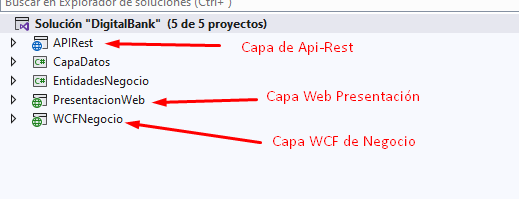 Buscar en Explorador de soluciones (Ctrl+ )
Solución "DigitalBank" (5 de 5 proyectos)
APIRest
Capa de Api-Rest
C#
CapaDatos
C#
EntidadesNegocio
PresentacionWeb
Capa Web Presentación
WCFNegocio
Capa WCF de Negocio